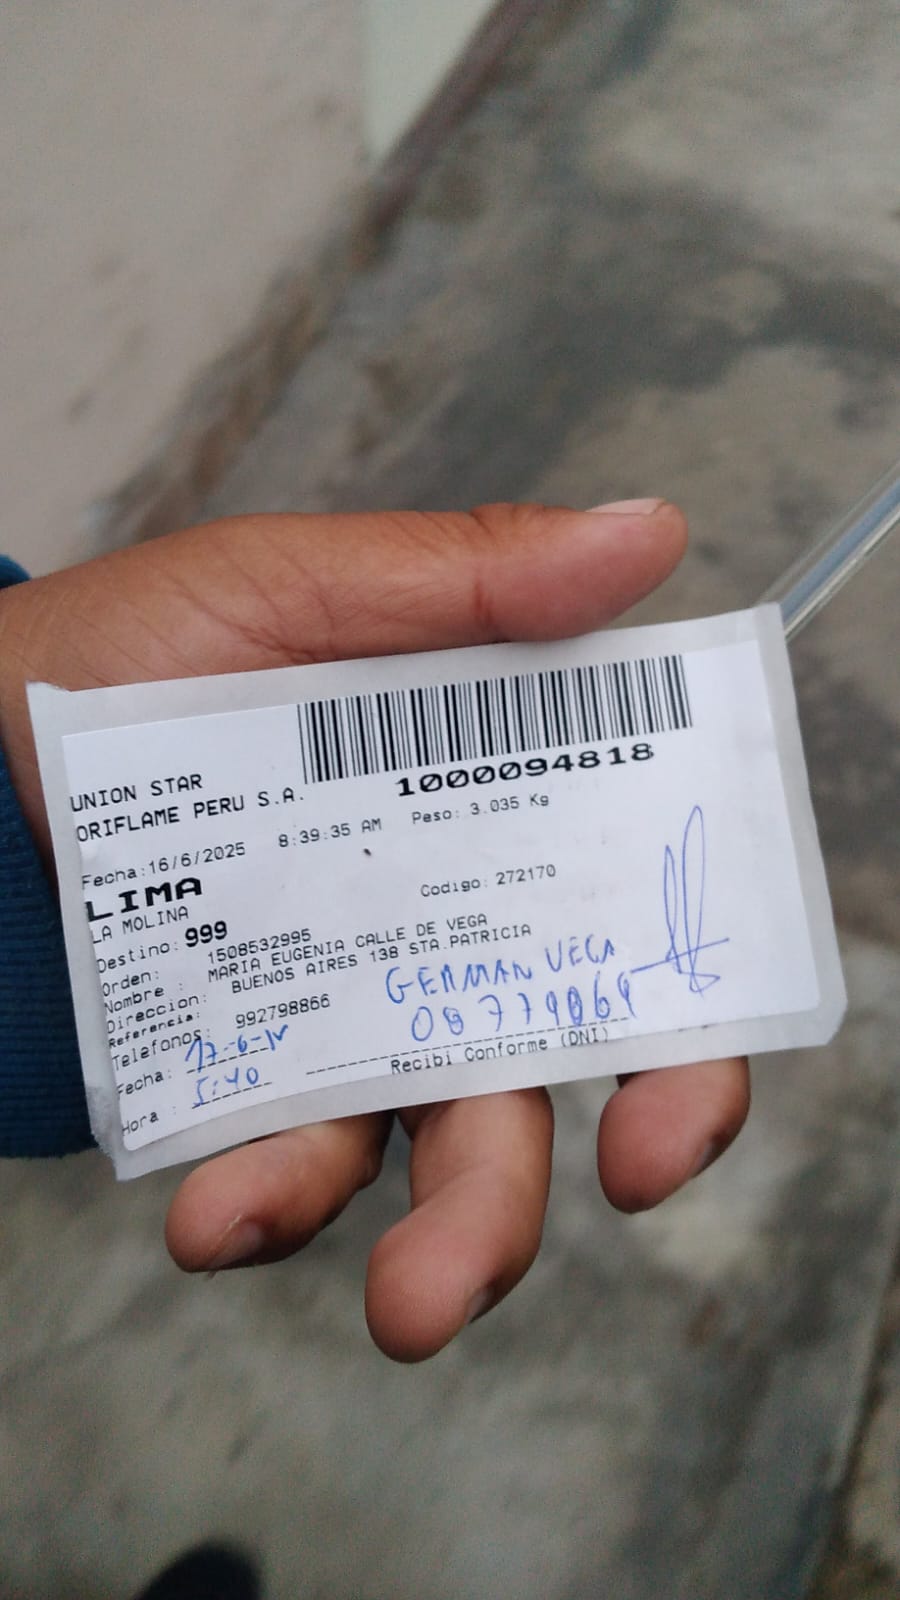 1000094818
UNION STAR
ORIFLAME PERU S.A.
Fecha:16/6/2025 8:39:35 AM Peso: 3.035 Kg
LIMA
LA MOLINA
Codigo: 272170
Destino: 999
Orden: 1508532995
Nombre : MARIA EUGENIA CALLE DE VEGA
Direccion: BUENOS AIRES 138 STA.PATRICIA
Referencia:
Telefonos: 992798866
GERMAN VEGA
Fecha: 17-6-
Hora : 5:40
Recibi Conforme (DNI)